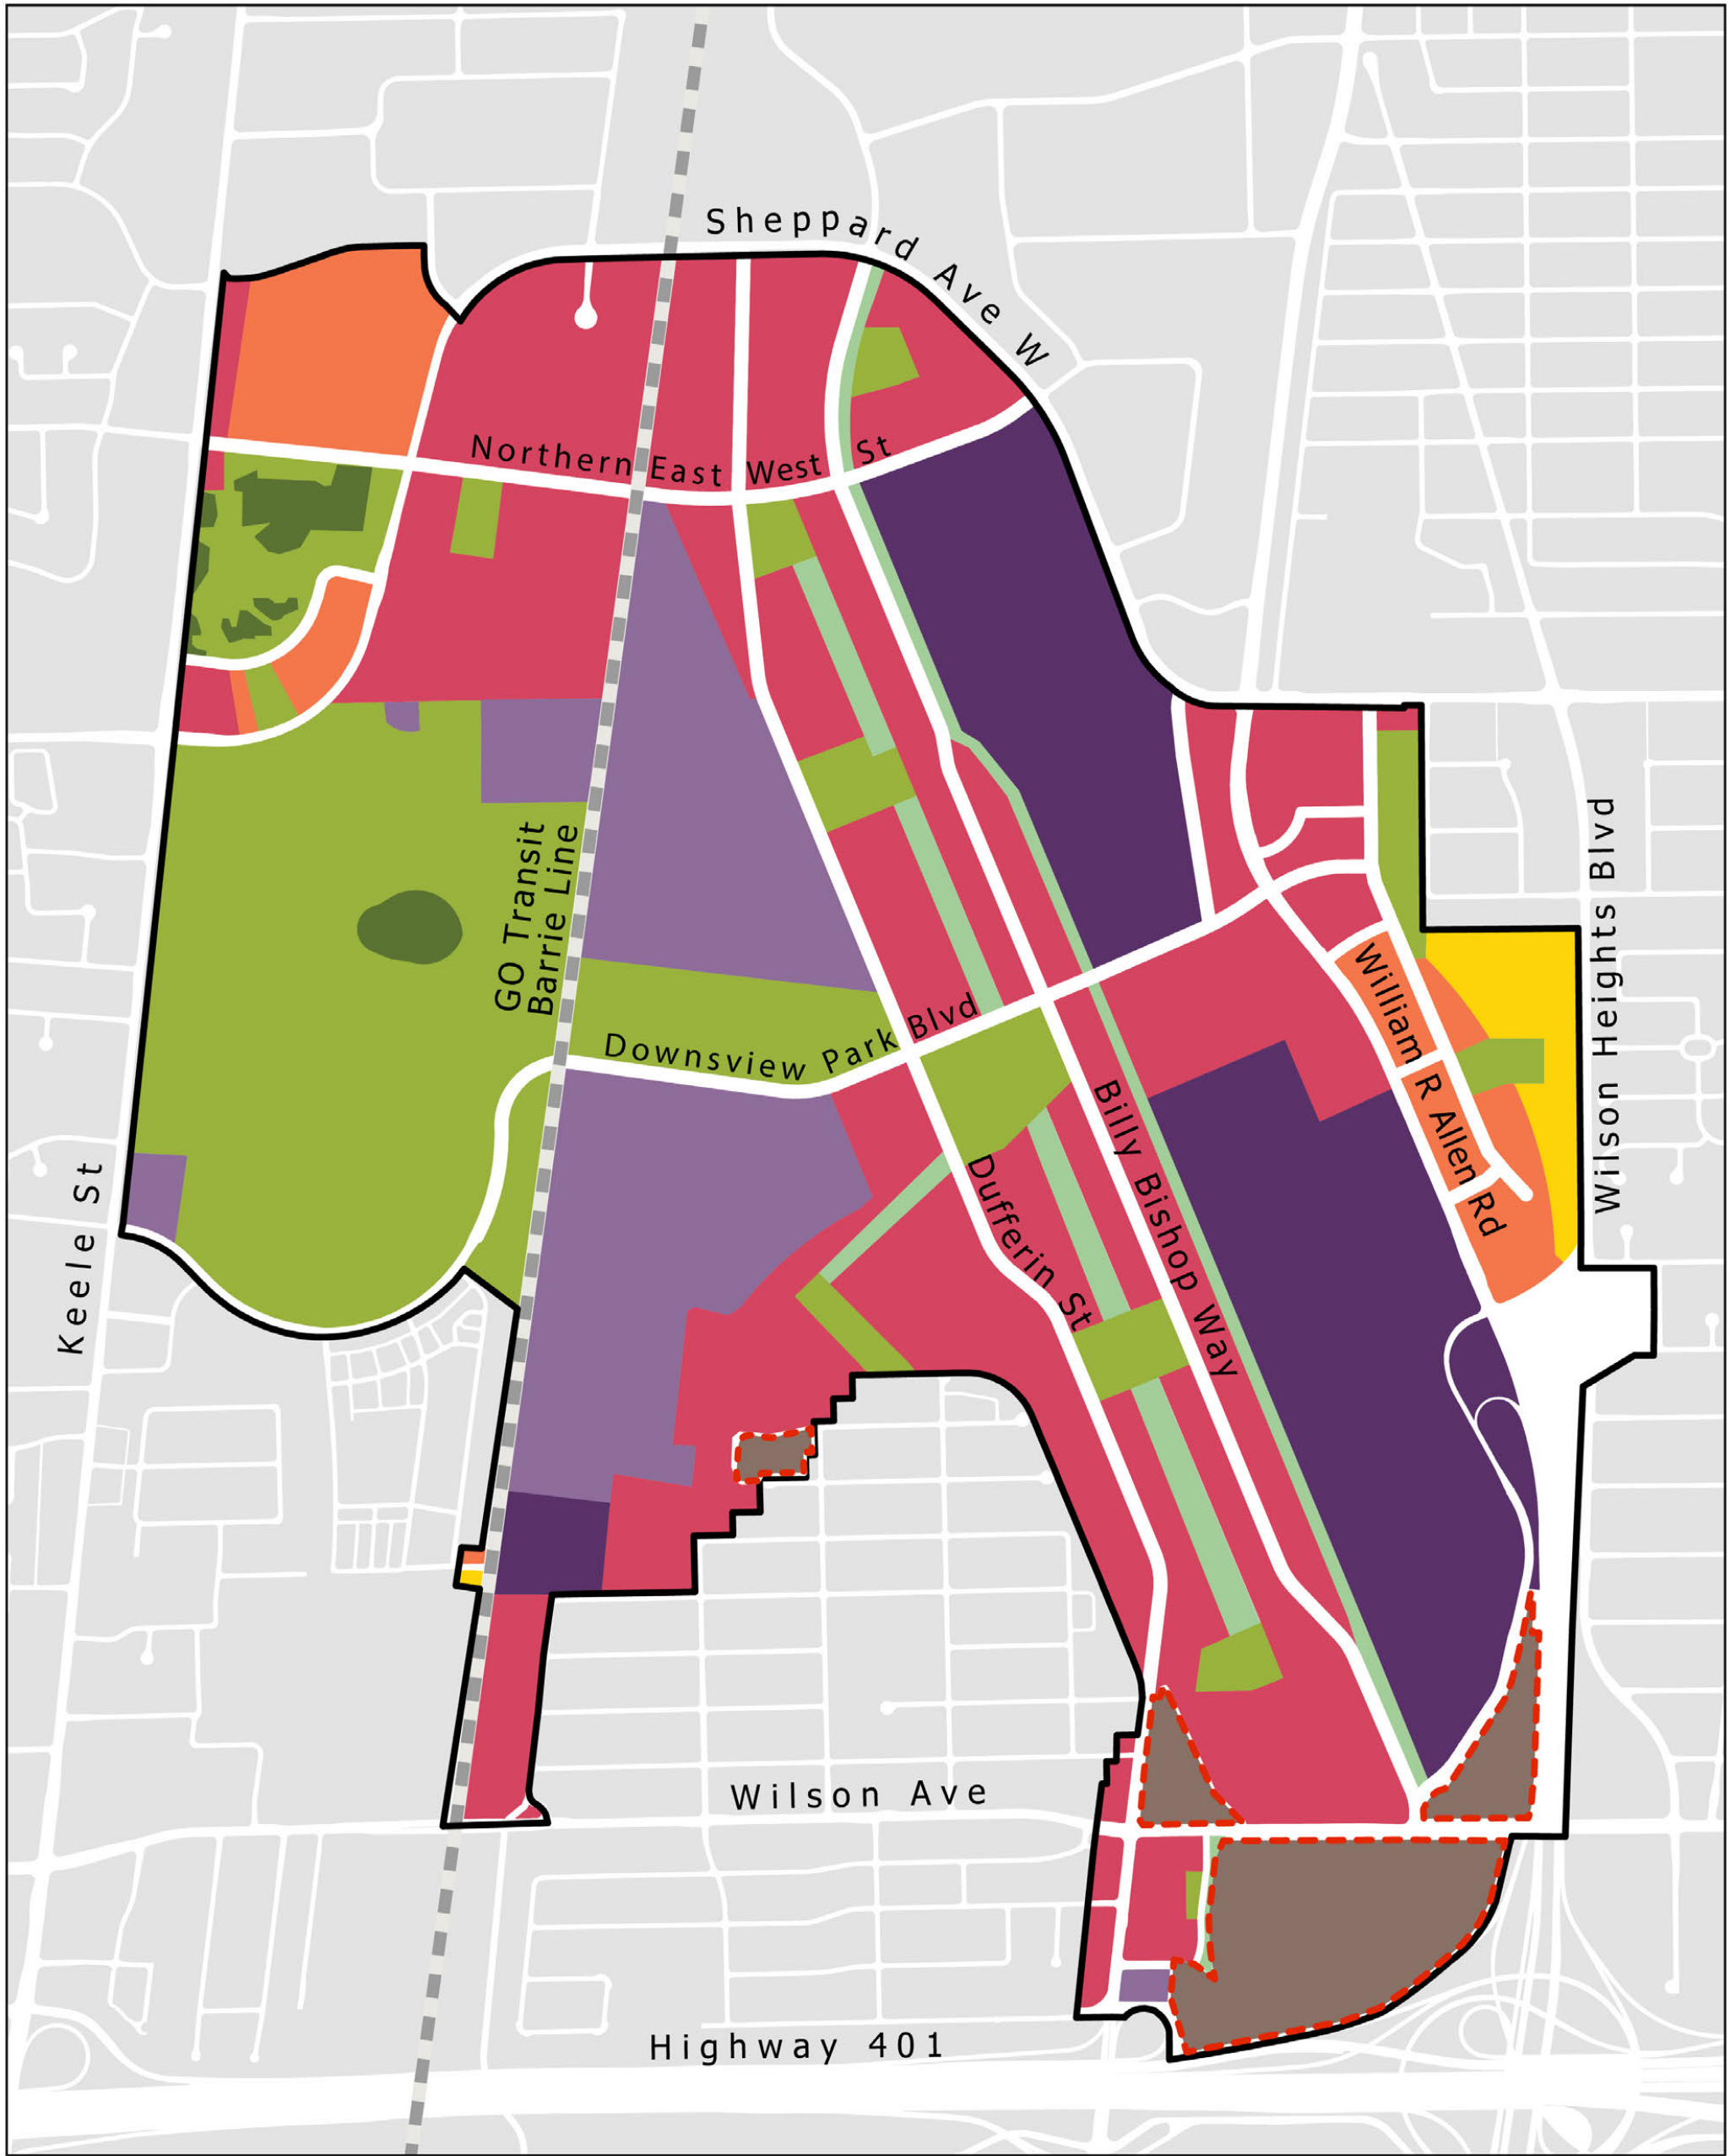 Sheppard Ave W
Northern East West St
GO Transit
Barrie Line
Downsview Park Blvd
William R Allen Rd
Wilson Heights Blvd
Billy Bishop Way
Dufferin St
Keele St
Wilson Ave
Highway 401